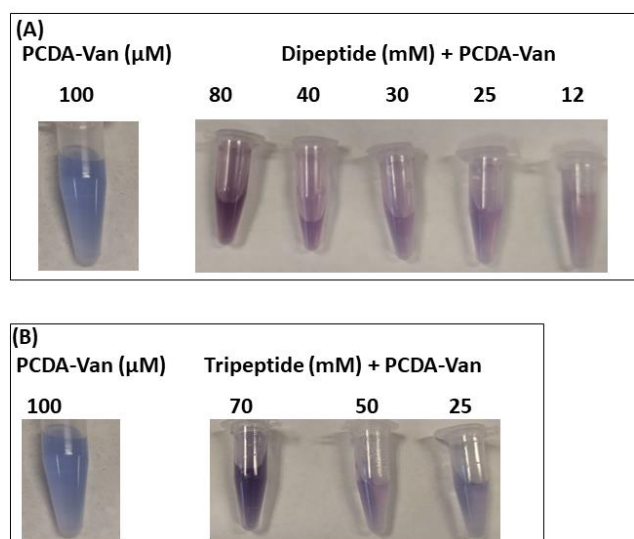 (A)
PCDA-Van (µM) Dipeptide (mM) + PCDA-Van
100 80 40 30 25 12
(B)
PCDA-Van (µM) Tripeptide (mM) + PCDA-Van
100 70 50 25